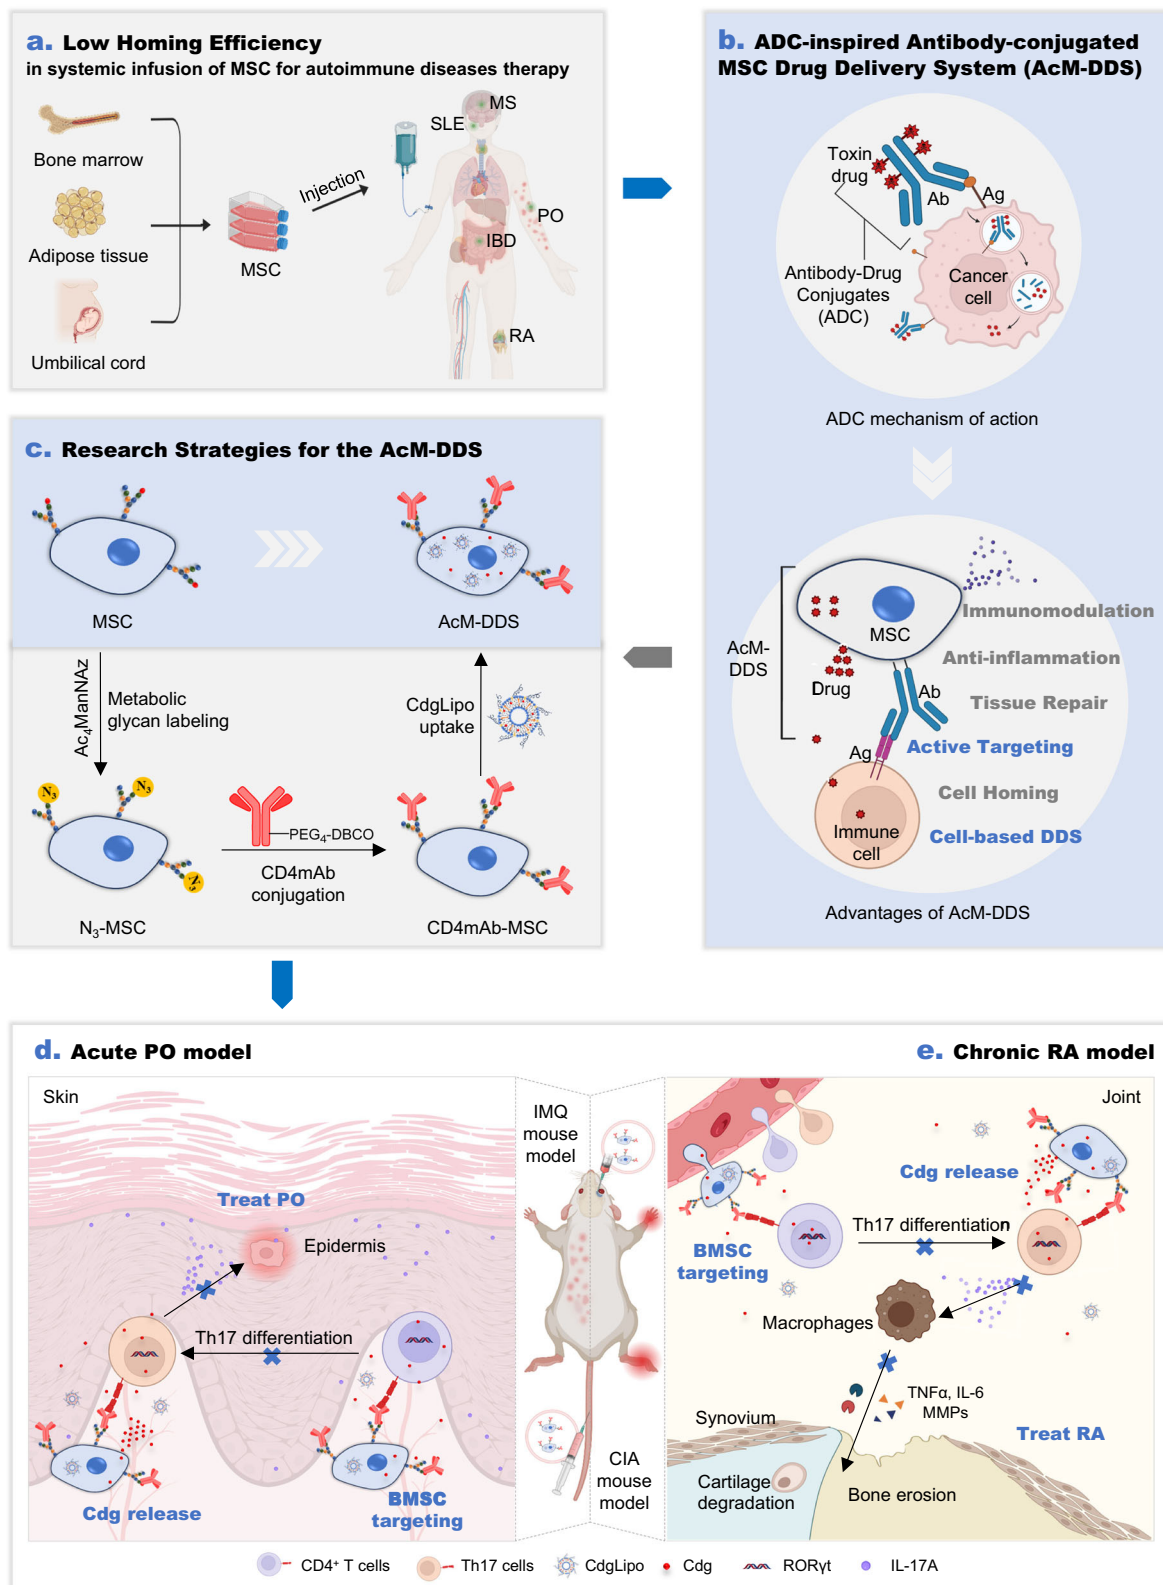 a. Low Homing Efficiency
in systemic infusion of MSC for autoimmune diseases therapy
Bone marrow
Adipose tissue
Umbilical cord
MSC
Injection
MS
SLE
PO
IBD
RA
b. ADC-inspired Antibody-conjugated
MSC Drug Delivery System (AcM-DDS)
Toxin
drug
Ab
Ag
Cancer
cell
Antibody-Drug
Conjugates
(ADC)
ADC mechanism of action
MSC
AcM-
DDS
Drug
Ab
Ag
Immune
cell
Immunomodulation
Anti-inflammation
Tissue Repair
Active Targeting
Cell Homing
Cell-based DDS
Advantages of AcM-DDS
c. Research Strategies for the AcM-DDS
MSC
AcM-DDS
Ac₄ManNAz
Metabolic
glycan labeling
CdgLipo
uptake
N₃
N₃
N₃
PEG₄-DBCO
CD4mAb
conjugation
N₃-MSC
CD4mAb-MSC
d. Acute PO model
Skin
Treat PO
Epidermis
Th17 differentiation
Cdg release
BMSC
targeting
IMQ
mouse
model
CIA
mouse
model
e. Chronic RA model
Joint
Cdg release
BMSC
targeting
Th17 differentiation
Macrophages
TNFα, IL-6
MMPs
Synovium
Treat RA
Cartilage
degradation
Bone erosion
CD4⁺ T cells
Th17 cells
CdgLipo
Cdg
RORγt
IL-17A